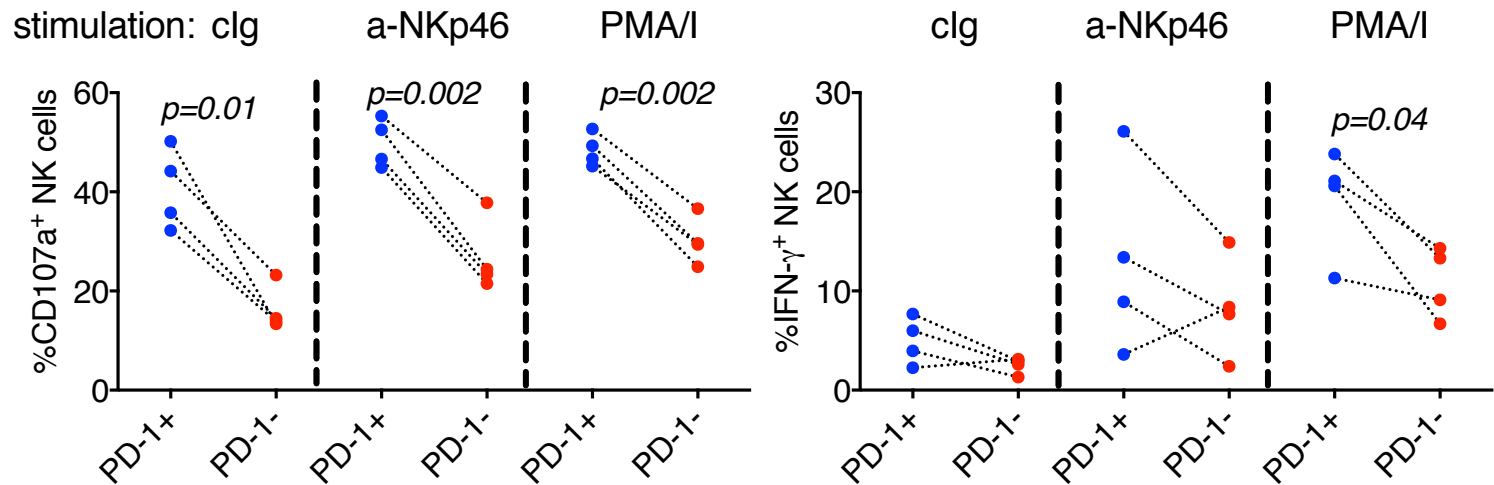 stimulation: cIg a-NKp46 PMA/I cIg a-NKp46 PMA/I
%CD107a+ NK cells
60
40
20
0
p=0.01 p=0.002 p=0.002
PD-1+ PD-1- PD-1+ PD-1- PD-1+ PD-1-
%IFN-γ+ NK cells
30
20
10
0
p=0.04
PD-1+ PD-1- PD-1+ PD-1- PD-1+ PD-1-